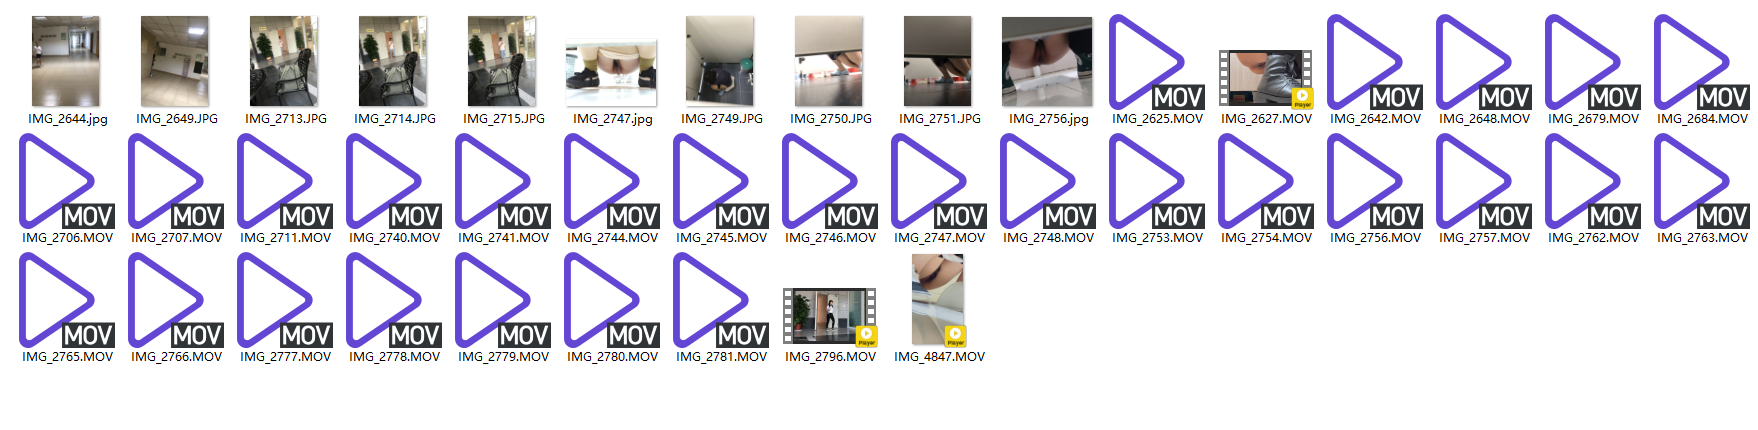 MOV Player MOV MOV MOV MOV
IMG_2644.jpg IMG_2649.JPG IMG_2713.JPG IMG_2714.JPG IMG_2715.JPG IMG_2747.jpg IMG_2749.JPG IMG_2750.JPG IMG_2751.JPG IMG_2756.jpg IMG_2625.MOV IMG_2627.MOV IMG_2642.MOV IMG_2648.MOV IMG_2679.MOV IMG_2684.MOV
MOV MOV MOV MOV MOV MOV MOV MOV MOV MOV MOV MOV MOV MOV MOV MOV
IMG_2706.MOV IMG_2707.MOV IMG_2711.MOV IMG_2740.MOV IMG_2741.MOV IMG_2744.MOV IMG_2745.MOV IMG_2746.MOV IMG_2747.MOV IMG_2748.MOV IMG_2753.MOV IMG_2754.MOV IMG_2756.MOV IMG_2757.MOV IMG_2762.MOV IMG_2763.MOV
MOV MOV MOV MOV MOV MOV MOV Player Player
IMG_2765.MOV IMG_2766.MOV IMG_2777.MOV IMG_2778.MOV IMG_2779.MOV IMG_2780.MOV IMG_2781.MOV IMG_2796.MOV IMG_4847.MOV